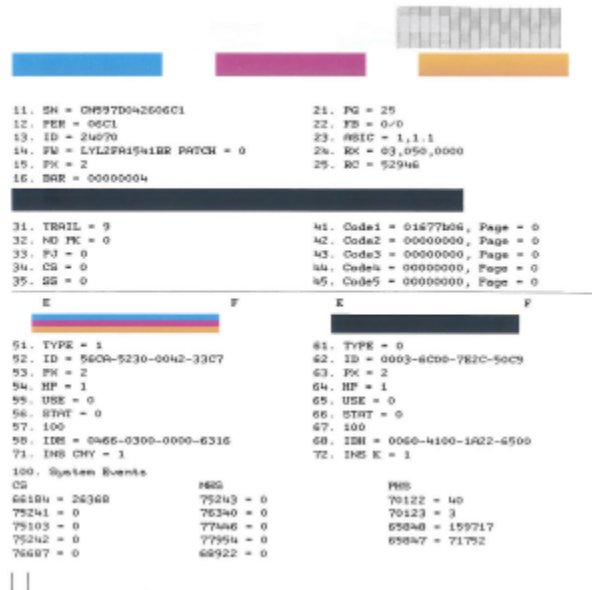 11. SN = CN597D042606C1
12. PER = 06C1
13. ID = 24070
14. FW = LYL2FA1541BR PATCH = 0
15. PX = 2
16. BAR = 00000004
21. PG = 25
22. FB = 0/0
23. ASIC = 1,1.1
24. RX = 03,050,0000
25. RC = 52946
31. TRAIL = 9
32. NO PK = 0
33. PJ = 0
34. CS = 0
35. SS = 0
41. Code1 = 01677b06, Page = 0
42. Code2 = 00000000, Page = 0
43. Code3 = 00000000, Page = 0
44. Code4 = 00000000, Page = 0
45. Code5 = 00000000, Page = 0
E F
E F
51. TYPE = 1
52. ID = 56CA-5230-0042-33C7
53. PX = 2
54. HP = 1
55. USE = 0
56. STAT = 0
57. 100
58. IDH = 0466-0300-0000-6316
71. INS CMY = 1
61. TYPE = 0
62. ID = 0003-6C00-7E2C-50C9
63. PX = 2
64. HP = 1
65. USE = 0
66. STAT = 0
67. 100
68. IDH = 0060-4100-1A22-6500
72. INS K = 1
100. System Events
CS
66184 = 26368
75241 = 0
75103 = 0
75242 = 0
76687 = 0
MHS
75243 = 0
76340 = 0
77446 = 0
77954 = 0
68922 = 0
PHS
70122 = 40
70123 = 3
65848 = 159717
65847 = 71752